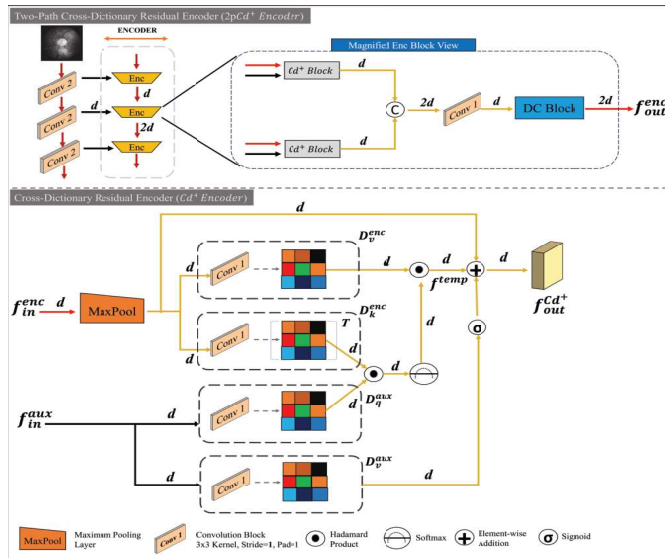 Two-Path Cross-Dictionary Residual Encoder (2pCd⁺ Encoder)
ENCODER
Magnified Enc Block View
Conv 2
d
Enc
d
Conv 2
Enc
2d
Conv 2
Enc
Cd⁺ Block
d
Cd⁺ Block
d
C
2d
Conv 1
d
DC Block
2d
f_out^enc
Cross-Dictionary Residual Encoder (Cd⁺ Encoder)
d
f_in^enc
d
MaxPool
d
Conv 1
D_v^enc
d
d
f^temp
d
d
f_out^Cd+
d
Conv 1
T
D_k^enc
d
d
d
σ
f_in^aux
d
Conv 1
d
D_q^aux
d
Conv 1
D_v^aux
d
MaxPool
Maximum Pooling
Layer
Conv 1
Convolution Block
3x3 Kernel, Stride=1, Pad=1
Hadamard
Product
Softmax
Element-wise
addition
σ
Sigmoid